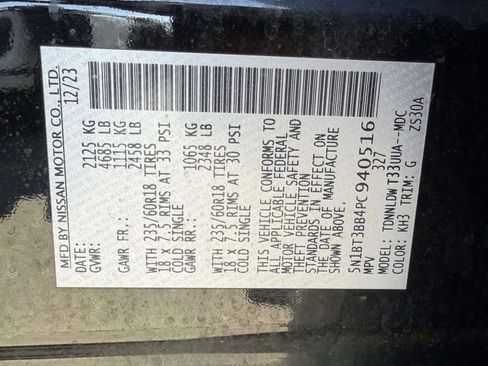 MFD BY NISSAN MOTOR CO., LTD.
DATE: 12/23
GVWR: 2125 KG
4685 LB
GAWR FR.: 1115 KG
2458 LB
WITH 235/60R18 TIRES
18 x 7.5 RIMS AT 33 PSI
COLD SINGLE
GAWR RR.: 1065 KG
2348 LB
WITH 235/60R18 TIRES
18 x 7.5 RIMS AT 30 PSI
COLD SINGLE
THIS VEHICLE CONFORMS TO
ALL APPLICABLE FEDERAL
MOTOR VEHICLE SAFETY AND
THEFT PREVENTION
STANDARDS IN EFFECT ON
THE DATE OF MANUFACTURE
SHOWN ABOVE.
5N1BT3BB4PC940516
MPV 327
MODEL: TDNNLDWT33UUA--MDC
COLOR: KH3 TRIM: G ZS30A